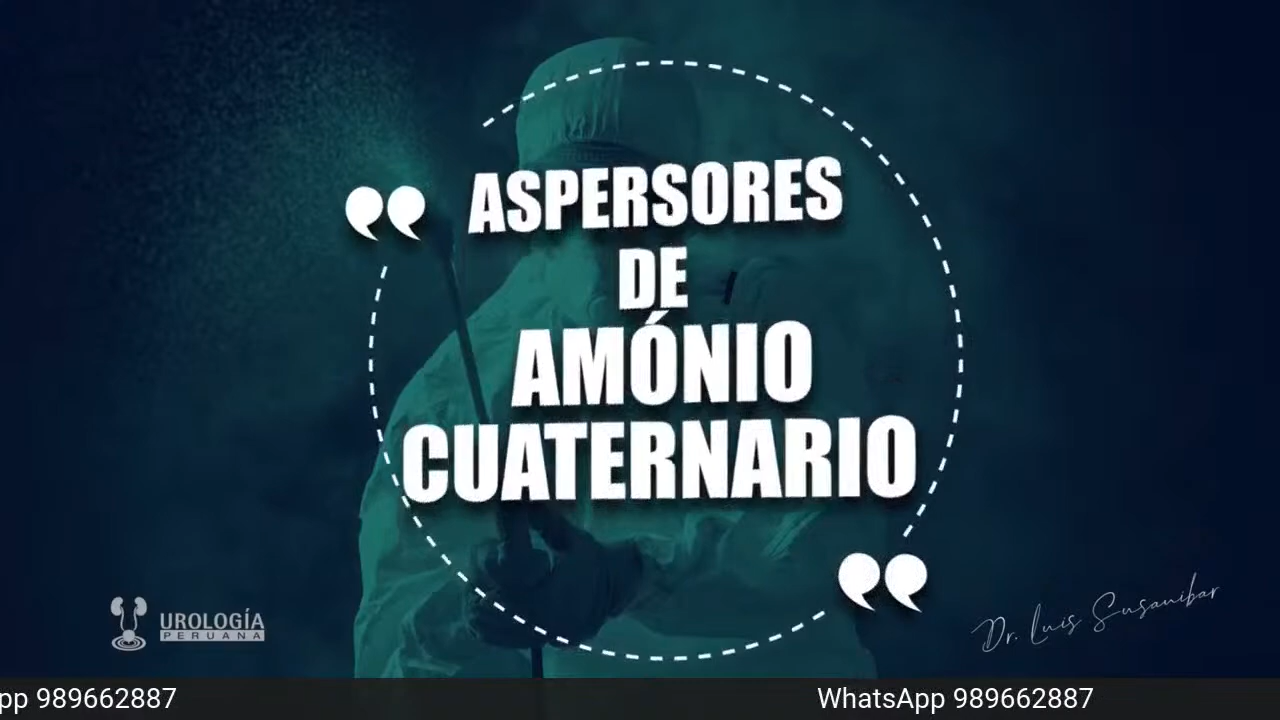 ASPERSORES
DE
AMÓNIO
CUATERNARIO
UROLOGÍA
PERUANA
Dr. Luis Susanibar
pp 989662887
WhatsApp 989662887